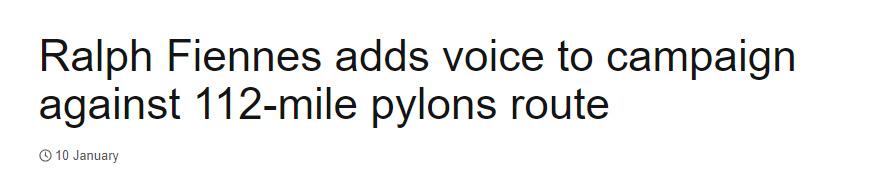 Ralph Fiennes adds voice to campaign
against 112-mile pylons route
10 January